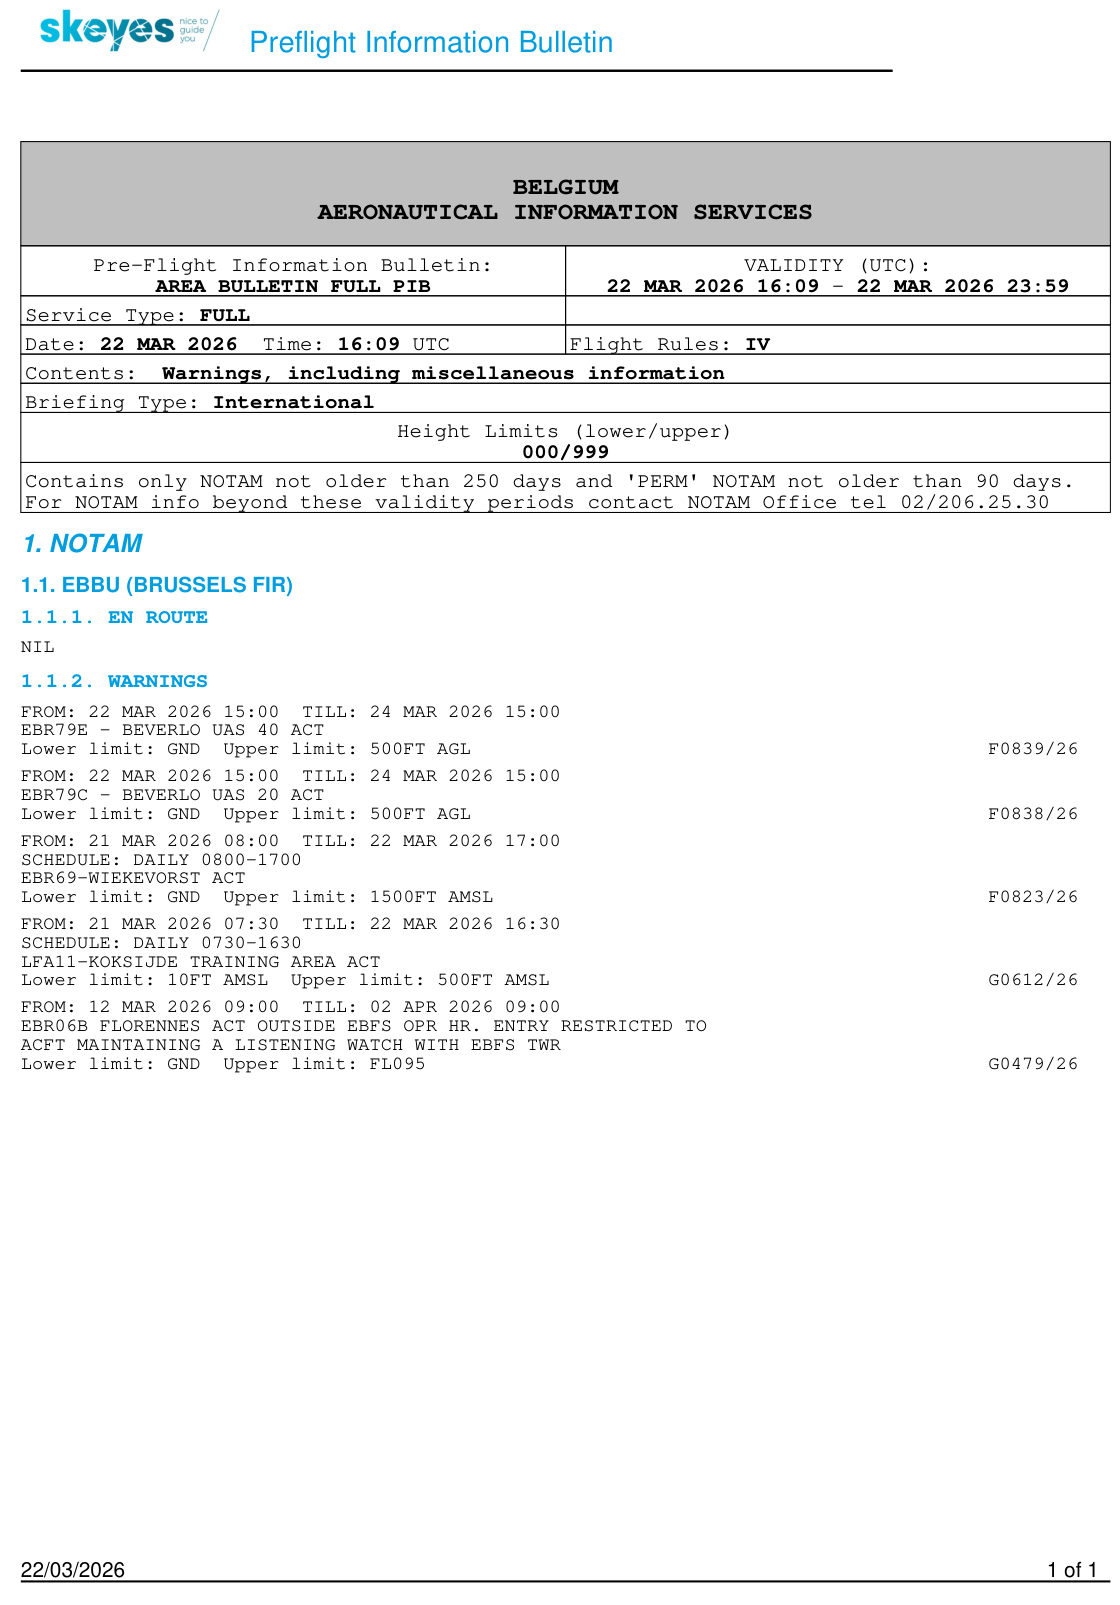 skeyes nice to guide you
Preflight Information Bulletin
BELGIUM
AERONAUTICAL INFORMATION SERVICES
Pre-Flight Information Bulletin:
AREA BULLETIN FULL PIB
VALIDITY (UTC):
22 MAR 2026 16:09 - 22 MAR 2026 23:59
Service Type: FULL
Date: 22 MAR 2026 Time: 16:09 UTC
Flight Rules: IV
Contents: Warnings, including miscellaneous information
Briefing Type: International
Height Limits (lower/upper)
000/999
Contains only NOTAM not older than 250 days and 'PERM' NOTAM not older than 90 days.
For NOTAM info beyond these validity periods contact NOTAM Office tel 02/206.25.30
1. NOTAM
1.1. EBBU (BRUSSELS FIR)
1.1.1. EN ROUTE
NIL
1.1.2. WARNINGS
FROM: 22 MAR 2026 15:00 TILL: 24 MAR 2026 15:00
EBR79E - BEVERLO UAS 40 ACT
Lower limit: GND Upper limit: 500FT AGL F0839/26
FROM: 22 MAR 2026 15:00 TILL: 24 MAR 2026 15:00
EBR79C - BEVERLO UAS 20 ACT
Lower limit: GND Upper limit: 500FT AGL F0838/26
FROM: 21 MAR 2026 08:00 TILL: 22 MAR 2026 17:00
SCHEDULE: DAILY 0800-1700
EBR69-WIEKEVORST ACT
Lower limit: GND Upper limit: 1500FT AMSL F0823/26
FROM: 21 MAR 2026 07:30 TILL: 22 MAR 2026 16:30
SCHEDULE: DAILY 0730-1630
LFA11-KOKSIJDE TRAINING AREA ACT
Lower limit: 10FT AMSL Upper limit: 500FT AMSL G0612/26
FROM: 12 MAR 2026 09:00 TILL: 02 APR 2026 09:00
EBR06B FLORENNES ACT OUTSIDE EBFS OPR HR. ENTRY RESTRICTED TO
ACFT MAINTAINING A LISTENING WATCH WITH EBFS TWR
Lower limit: GND Upper limit: FL095 G0479/26
22/03/2026 1 of 1